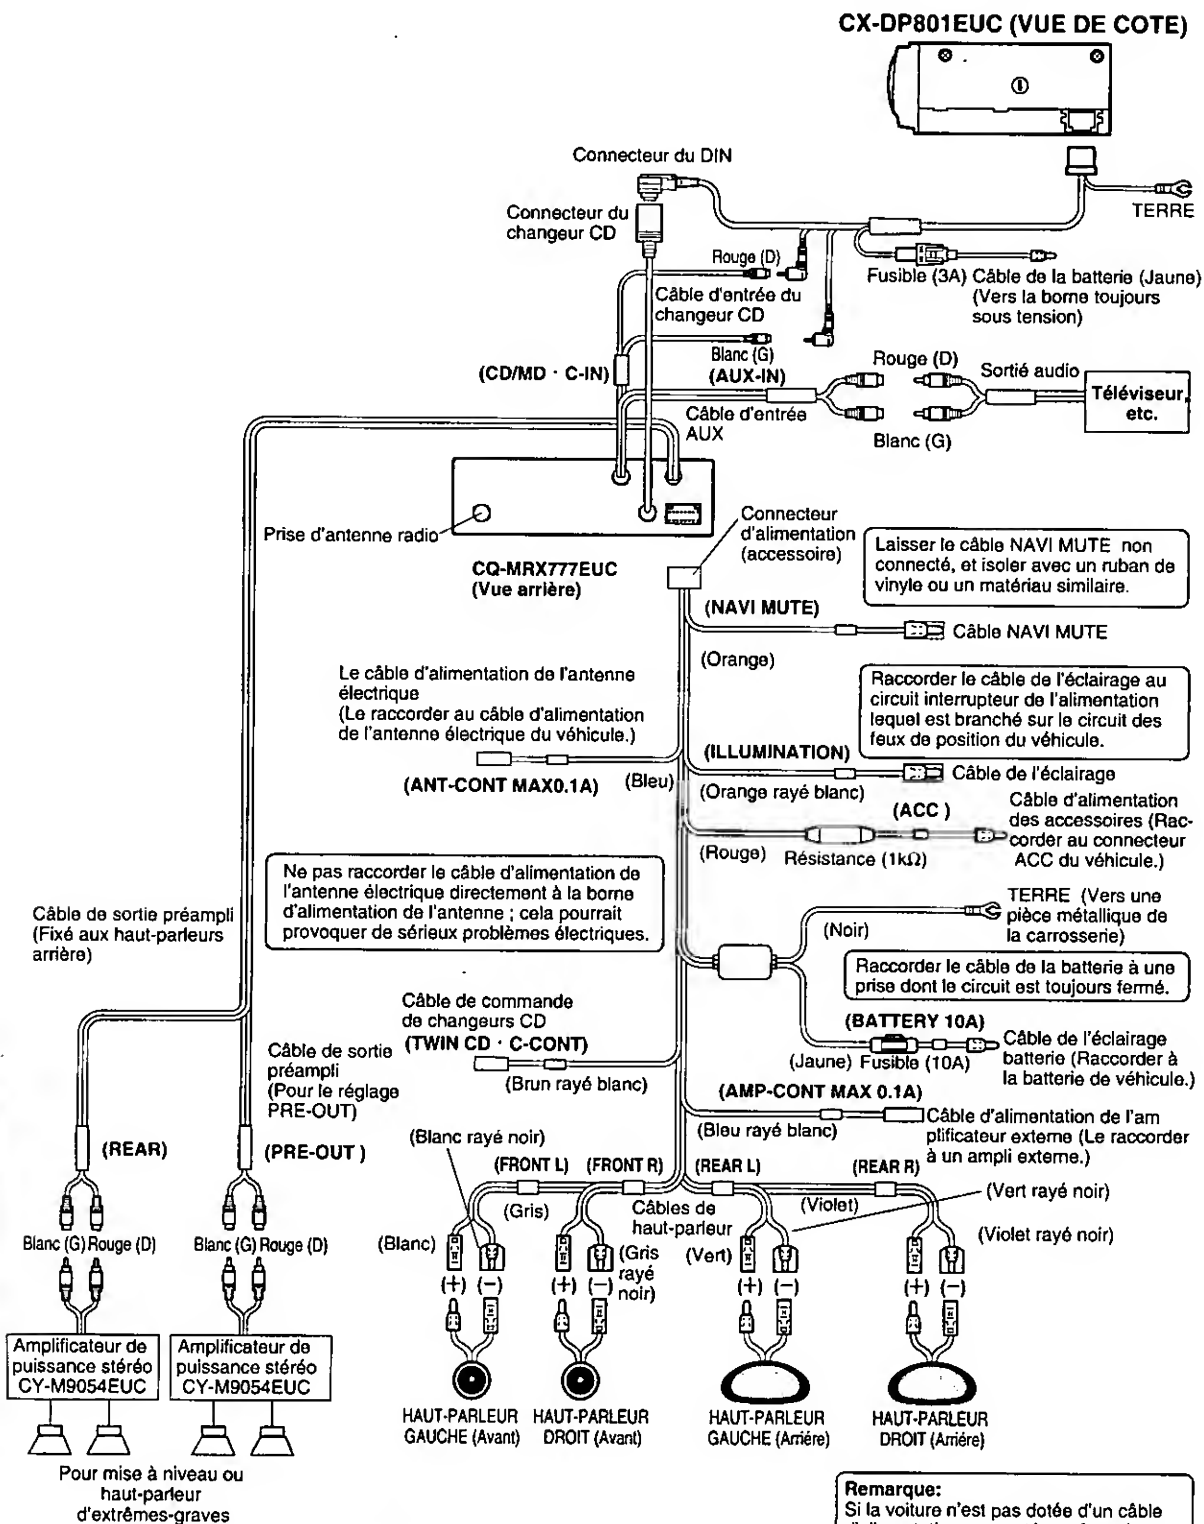 CX-DP801EUC (VUE DE COTE)
Connecteur du DIN
TERRE
Connecteur du
changeur CD
Rouge (D)
Fusible (3A)
Câble de la batterie (Jaune)
(Vers la borne toujours
sous tension)
Câble d'entrée du
changeur CD
Blanc (G)
(CD/MD · C-IN)
(AUX-IN)
Rouge (D)
Sortié audio
Téléviseur,
etc.
Câble d'entrée
AUX
Blanc (G)
Prise d'antenne radio
Connecteur
d'alimentation
(accessoire)
Laisser le câble NAVI MUTE non
connecté, et isoler avec un ruban de
vinyle ou un matériau similaire.
CQ-MRX777EUC
(Vue arrière)
(NAVI MUTE)
Câble NAVI MUTE
(Orange)
Le câble d'alimentation de l'antenne
électrique
(Le raccorder au câble d'alimentation
de l'antenne électrique du véhicule.)
Raccorder le câble de l'éclairage au
circuit interrupteur de l'alimentation
lequel est branché sur le circuit des
feux de position du véhicule.
(ILLUMINATION)
(ANT-CONT MAX0.1A)
(Bleu)
Câble de l'éclairage
(Orange rayé blanc)
(ACC )
Câble d'alimentation
des accessoires (Rac-
corder au connecteur
ACC du véhicule.)
(Rouge)
Résistance (1kΩ)
Ne pas raccorder le câble d'alimentation de
l'antenne électrique directement à la borne
d'alimentation de l'antenne ; cela pourrait
provoquer de sérieux problèmes électriques.
TERRE (Vers une
pièce métallique de
la carrosserie)
(Noir)
Câble de sortie préampli
(Fixé aux haut-parleurs
arrière)
Raccorder le câble de la batterie à une
prise dont le circuit est toujours fermé.
Câble de commande
de changeurs CD
(TWIN CD · C-CONT)
(Brun rayé blanc)
(BATTERY 10A)
(Jaune)
Fusible (10A)
Câble de l'éclairage
batterie (Raccorder à
la batterie de véhicule.)
Câble de sortie
préampli
(Pour le réglage
PRE-OUT)
(AMP-CONT MAX 0.1A)
(Bleu rayé blanc)
Câble d'alimentation de l'am
plificateur externe (Le raccorder
à un ampli externe.)
(REAR)
(PRE-OUT )
(Blanc rayé noir)
(FRONT L)
(FRONT R)
(REAR L)
(REAR R)
(Vert rayé noir)
(Gris)
Câbles de
haut-parleur
(Violet)
(Violet rayé noir)
Blanc (G) Rouge (D)
Blanc (G) Rouge (D)
(Blanc)
(Gris
rayé
noir)
(Vert)
(+) (−)
(+) (−)
(+) (−)
(+) (−)
Amplificateur de
puissance stéréo
CY-M9054EUC
Amplificateur de
puissance stéréo
CY-M9054EUC
HAUT-PARLEUR
GAUCHE (Avant)
HAUT-PARLEUR
DROIT (Avant)
HAUT-PARLEUR
GAUCHE (Arriére)
HAUT-PARLEUR
DROIT (Arriére)
Pour mise à niveau ou
haut-parleur
d'extrêmes-graves
Remarque:
Si la voiture n'est pas dotée d'un câble